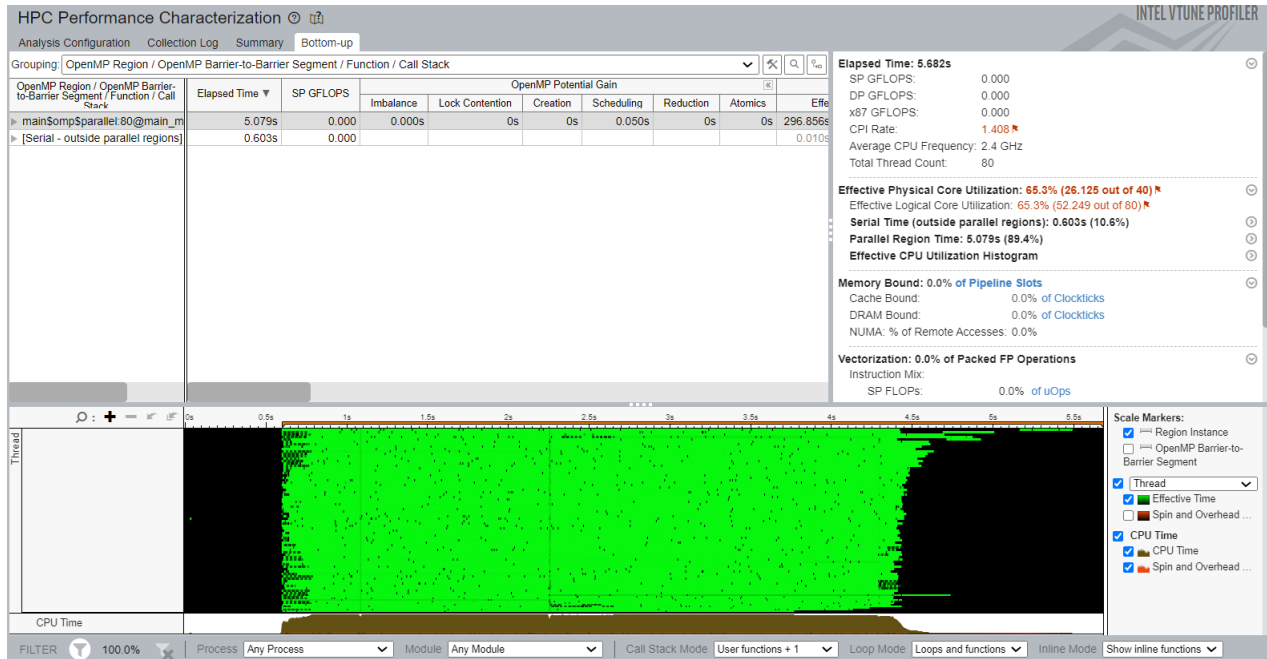 HPC Performance Characterization
INTEL VTUNE PROFILER
Analysis Configuration Collection Log Summary Bottom-up
Grouping: OpenMP Region / OpenMP Barrier-to-Barrier Segment / Function / Call Stack
OpenMP Region / OpenMP Barrier-to-Barrier Segment / Function / Call Stack
Elapsed Time ▼
SP GFLOPS
OpenMP Potential Gain
Imbalance Lock Contention Creation Scheduling Reduction Atomics Effe
main$omp$parallel:80@main_m 5.079s 0.000 0.000s 0s 0s 0.050s 0s 0s 296.856s
[Serial - outside parallel regions] 0.603s 0.000 0.010s
Elapsed Time: 5.682s
SP GFLOPS: 0.000
DP GFLOPS: 0.000
x87 GFLOPS: 0.000
CPI Rate: 1.408
Average CPU Frequency: 2.4 GHz
Total Thread Count: 80
Effective Physical Core Utilization: 65.3% (26.125 out of 40)
Effective Logical Core Utilization: 65.3% (52.249 out of 80)
Serial Time (outside parallel regions): 0.603s (10.6%)
Parallel Region Time: 5.079s (89.4%)
Effective CPU Utilization Histogram
Memory Bound: 0.0% of Pipeline Slots
Cache Bound: 0.0% of Clockticks
DRAM Bound: 0.0% of Clockticks
NUMA: % of Remote Accesses: 0.0%
Vectorization: 0.0% of Packed FP Operations
Instruction Mix:
SP FLOPs: 0.0% of uOps
0s 0.5s 1s 1.5s 2s 2.5s 3s 3.5s 4s 4.5s 5s 5.5s
Thread
CPU Time
Scale Markers:
Region Instance
OpenMP Barrier-to-
Barrier Segment
Thread
Effective Time
Spin and Overhead ...
CPU Time
CPU Time
Spin and Overhead ...
FILTER 100.0% Process Any Process Module Any Module Call Stack Mode User functions + 1 Loop Mode Loops and functions Inline Mode Show inline functions